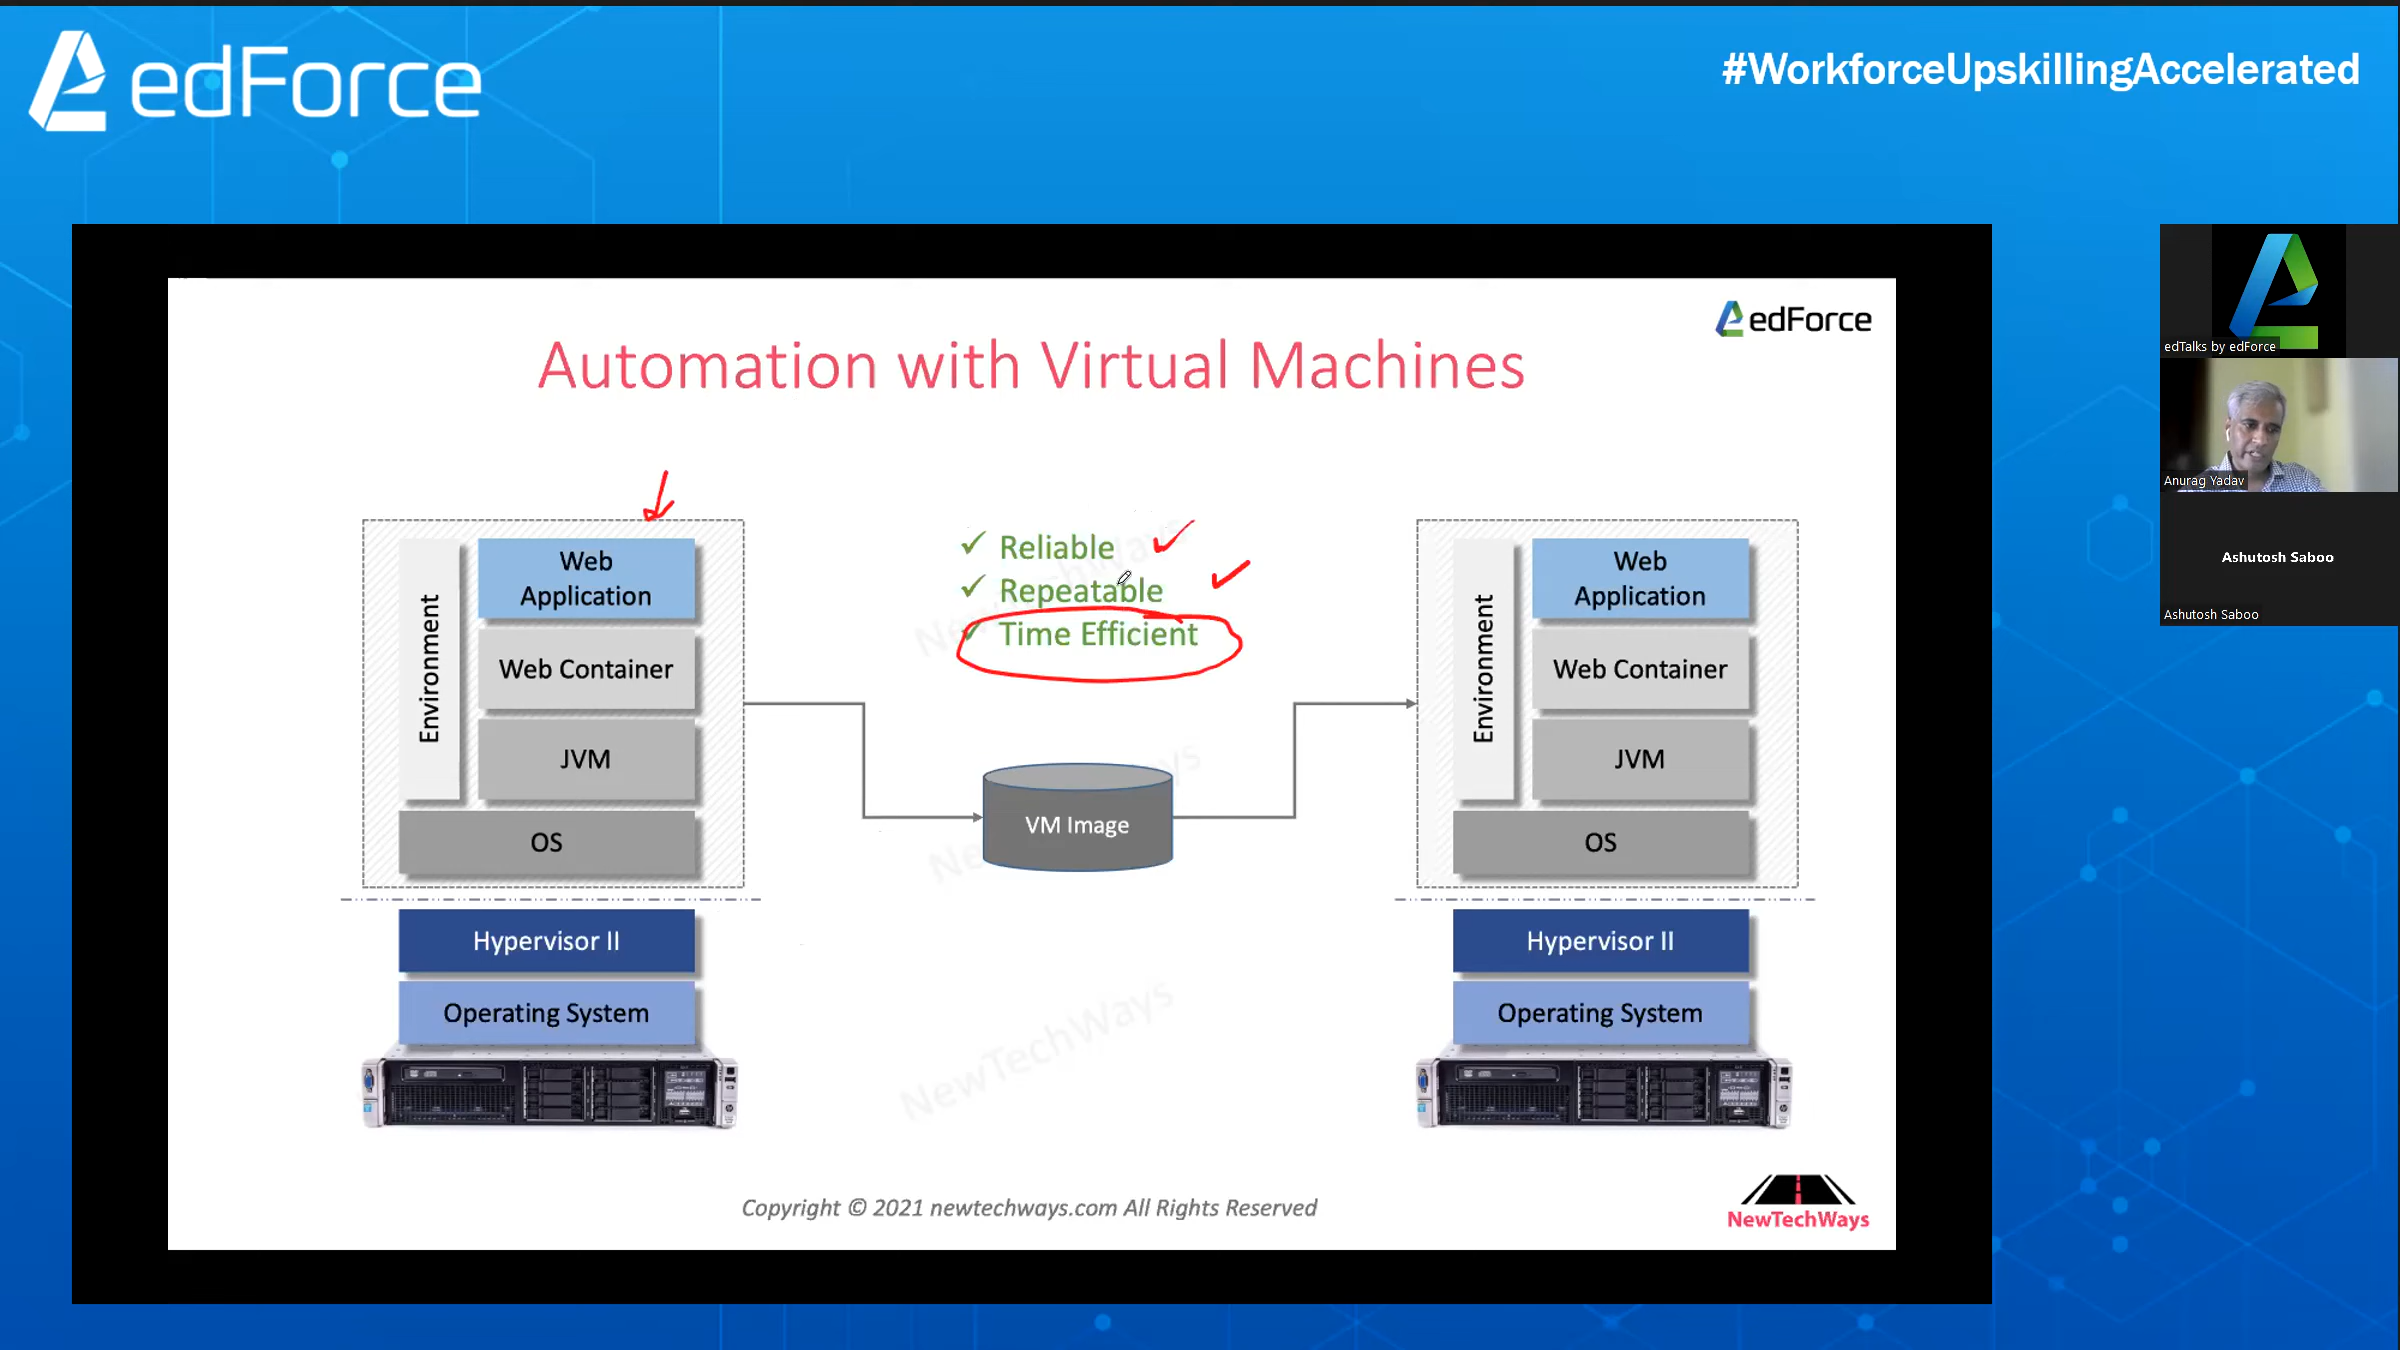 edForce
#WorkforceUpskillingAccelerated
edForce
Automation with Virtual Machines
Reliable
Repeatable
Time Efficient
Environment
Web
Application
Web Container
JVM
OS
Hypervisor II
Operating System
VM Image
Environment
Web
Application
Web Container
JVM
OS
Hypervisor II
Operating System
NewTechWays
Copyright © 2021 newtechways.com All Rights Reserved
NewTechWays
edTalks by edForce
Anurag Yadav
Ashutosh Saboo
Ashutosh Saboo